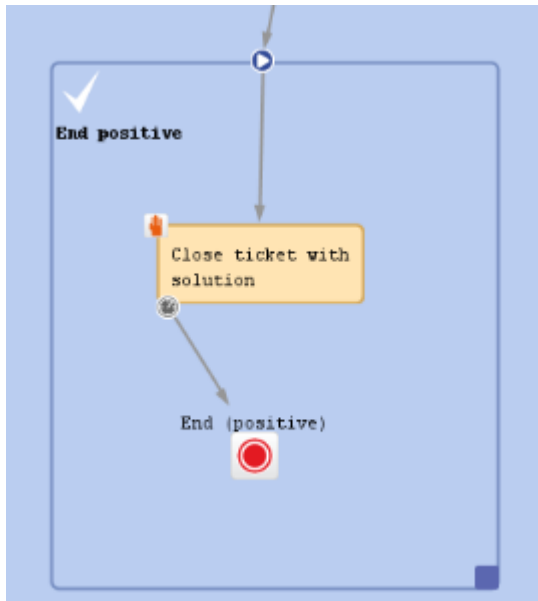 End positive
Close ticket with
solution
End (positive)